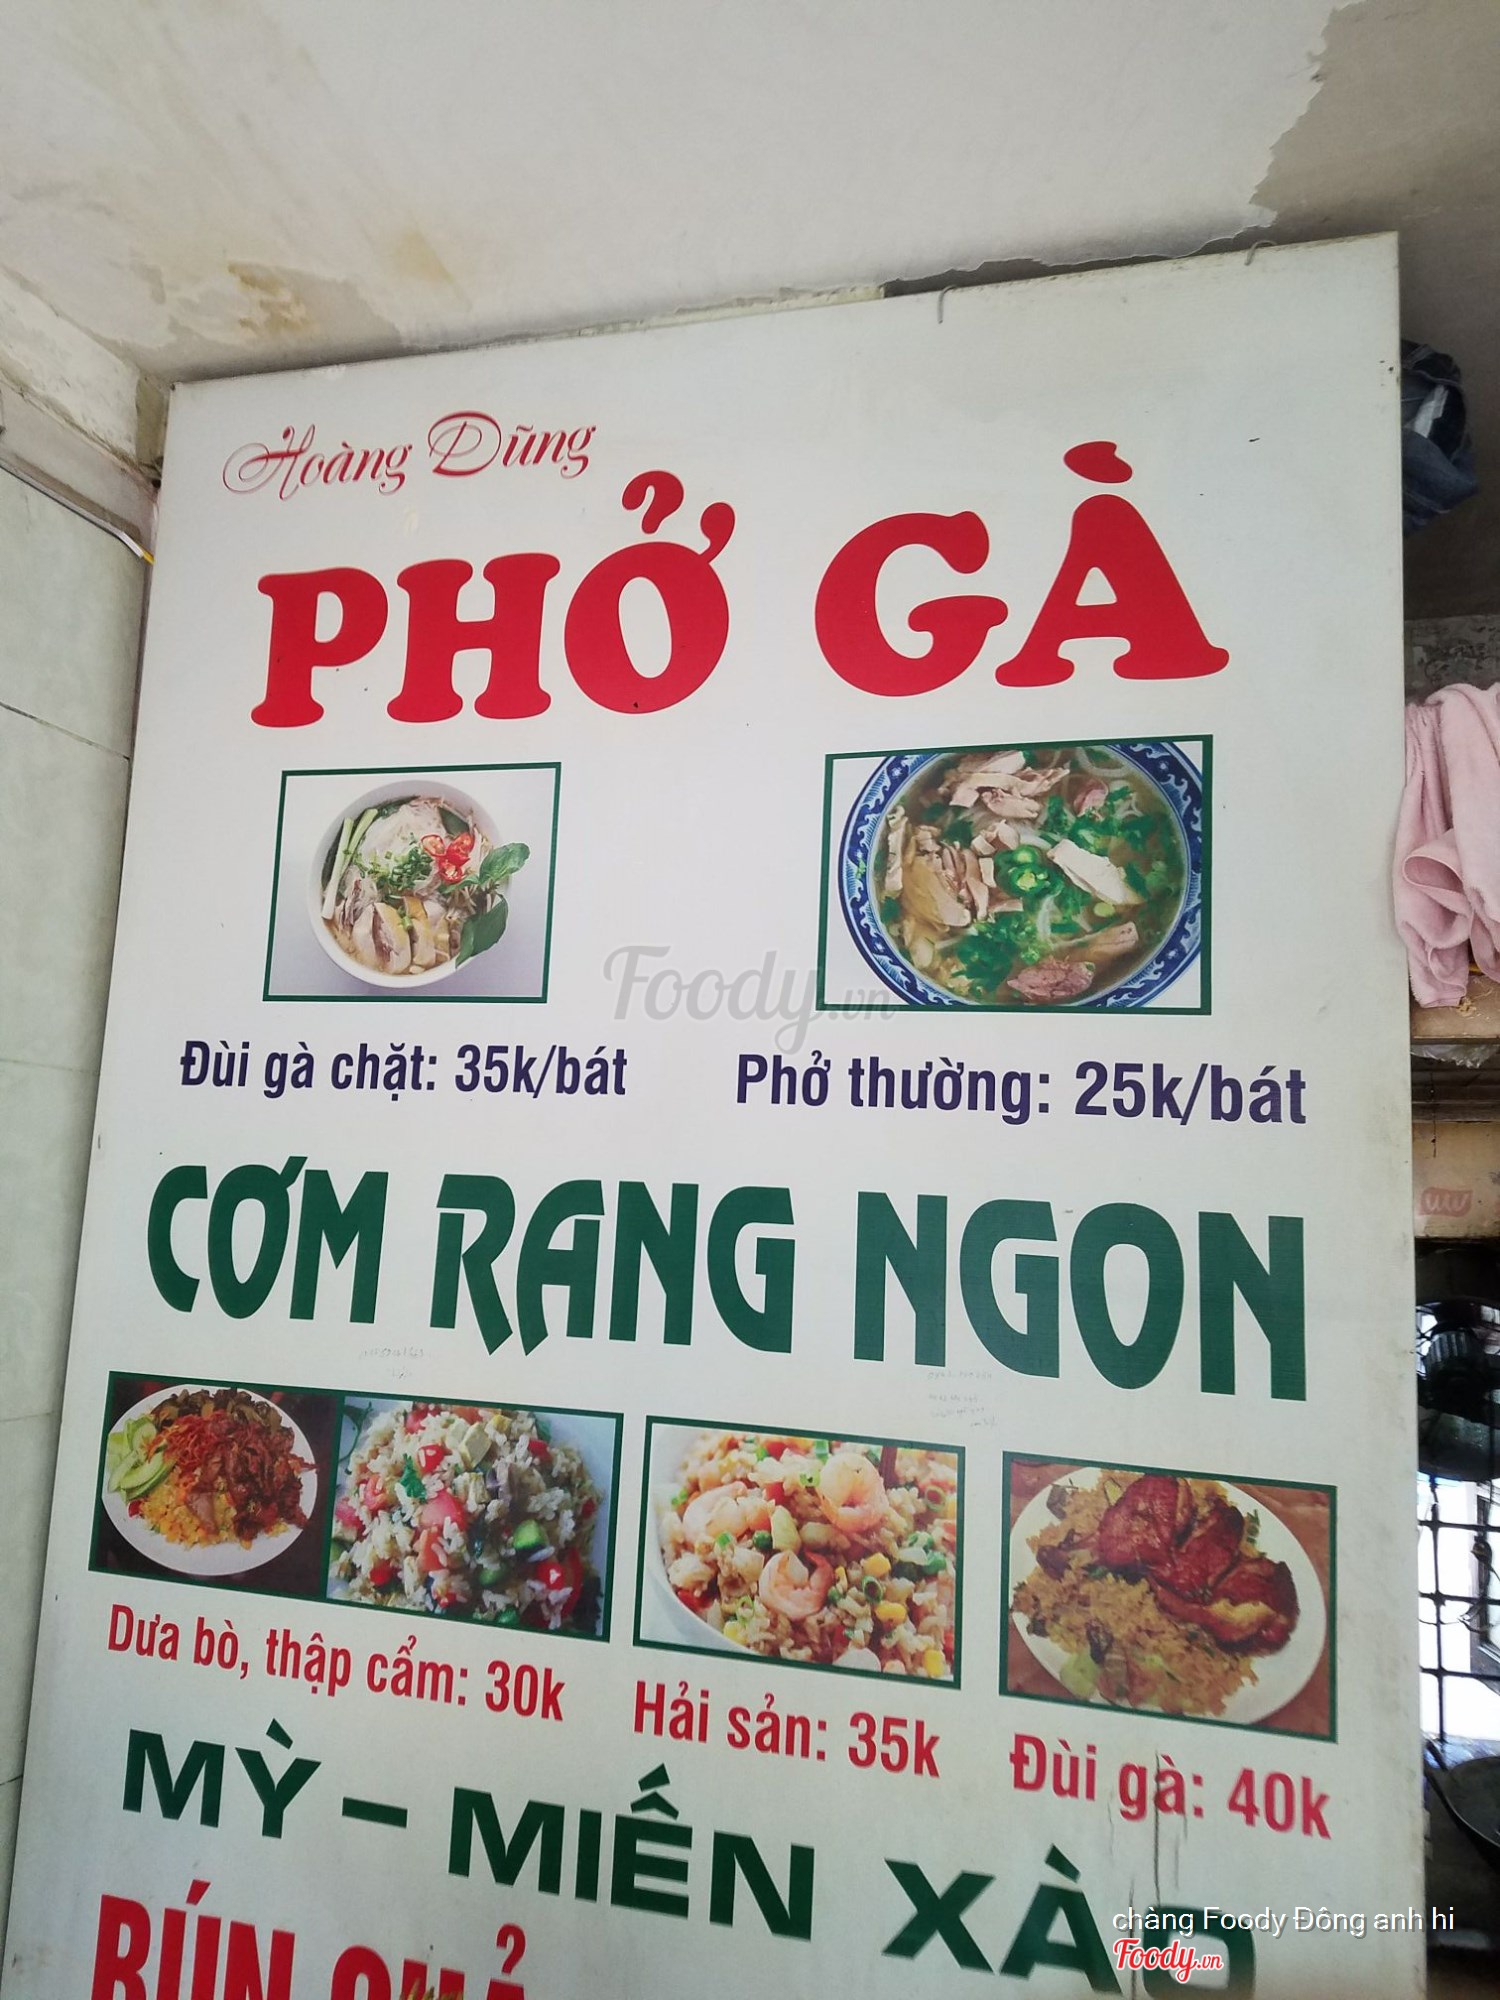 Hoàng Dũng
PHỞ GÀ
Foody.vn
Đùi gà chặt: 35k/bát
Phở thường: 25k/bát
CƠM RANG NGON
Dưa bò, thập cẩm: 30k
Hải sản: 35k
Đùi gà: 40k
MỲ – MIẾN XÀO
BÚN
chàng Foody Đông anh hi
Foody.vn